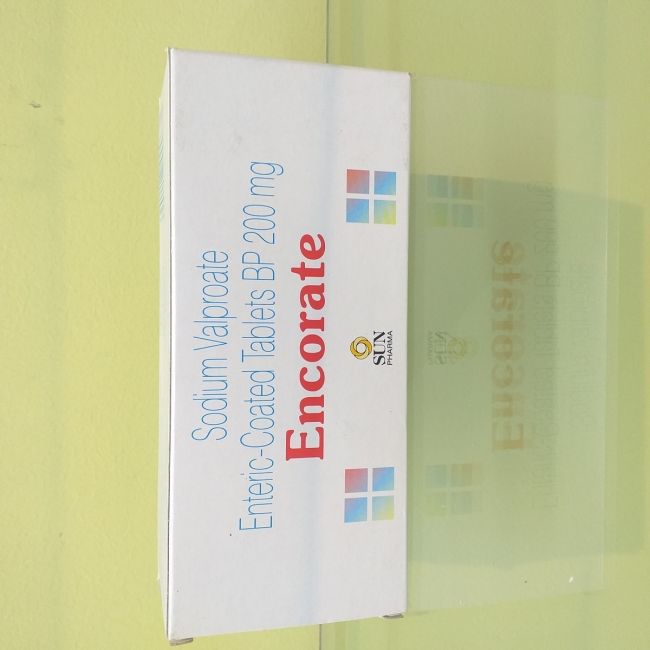 Sodium Valproate
Enteric-Coated Tablets BP 200 mg
Encorate
SUN
PHARMA